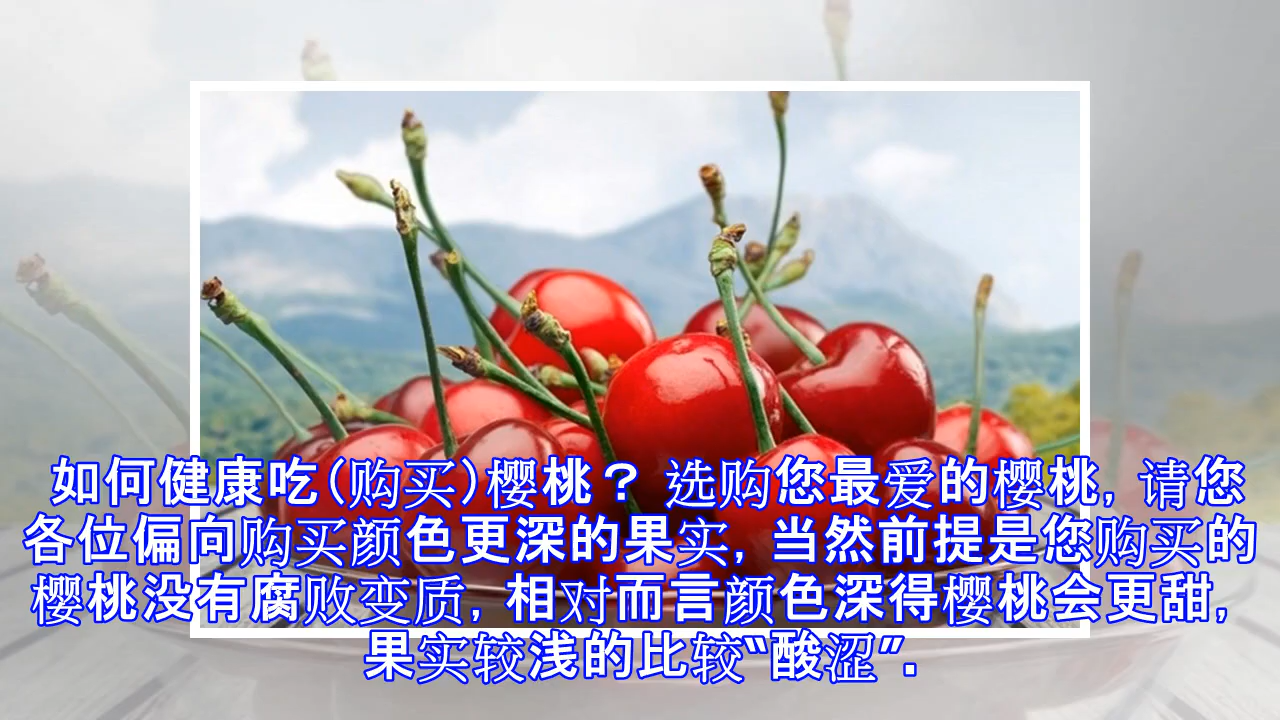 如何健康吃(购买)樱桃? 选购您最爱的樱桃, 请您
各位偏向购买颜色更深的果实, 当然前提是您购买的
樱桃没有腐败变质, 相对而言颜色深得樱桃会更甜,
果实较浅的比较“酸涩”.